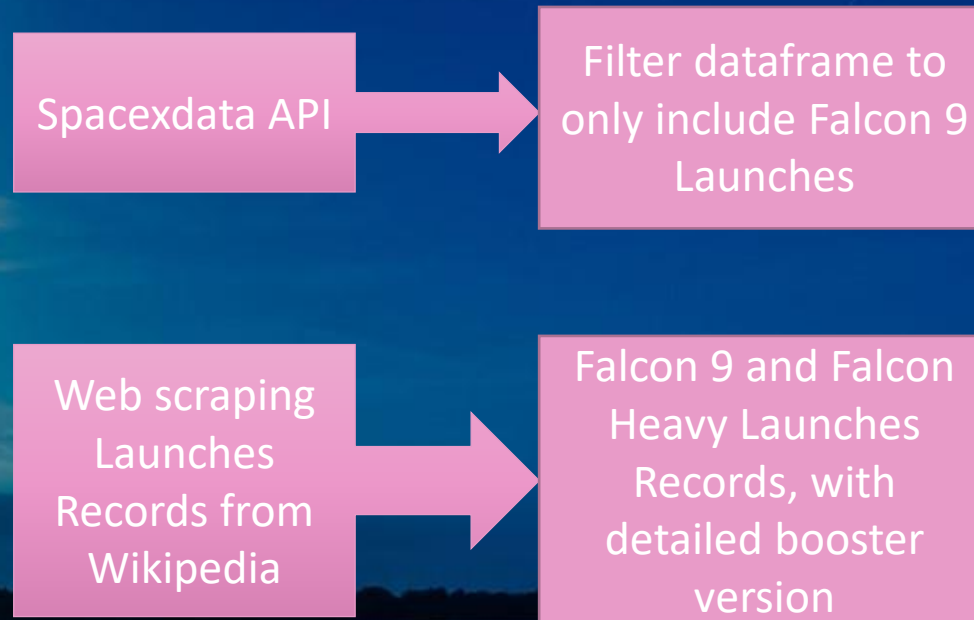 Spacexdata API
Filter dataframe to
only include Falcon 9
Launches
Web scraping
Launches
Records from
Wikipedia
Falcon 9 and Falcon
Heavy Launches
Records, with
detailed booster
version